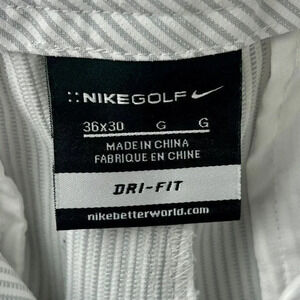 ::NIKEGOLF
36x30 G G
MADE IN CHINA
FABRIQUE EN CHINE
DRI-FIT
nikebetterworld.com